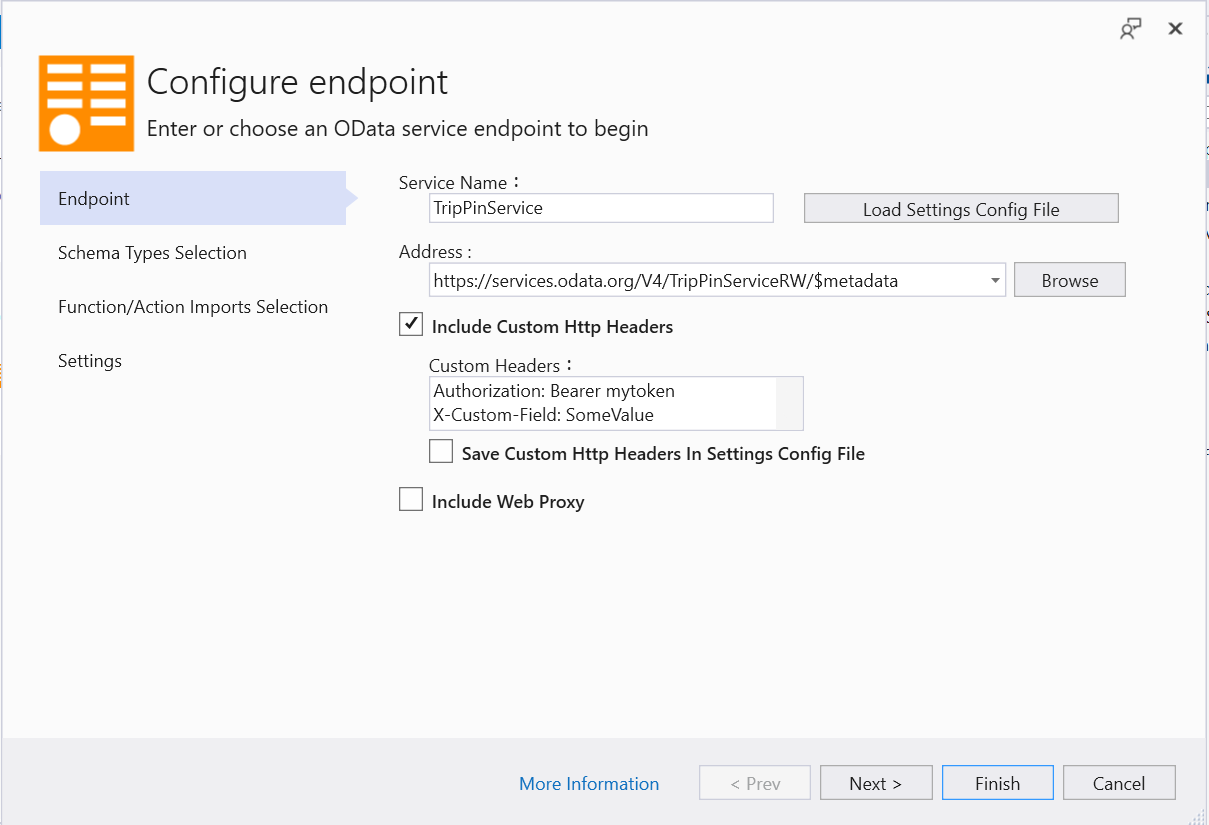 Configure endpoint
Enter or choose an OData service endpoint to begin
Endpoint
Schema Types Selection
Function/Action Imports Selection
Settings
Service Name :
TripPinService
Load Settings Config File
Address :
https://services.odata.org/V4/TripPinServiceRW/$metadata
Browse
Include Custom Http Headers
Custom Headers :
Authorization: Bearer mytoken
X-Custom-Field: SomeValue
Save Custom Http Headers In Settings Config File
Include Web Proxy
More Information
< Prev
Next >
Finish
Cancel